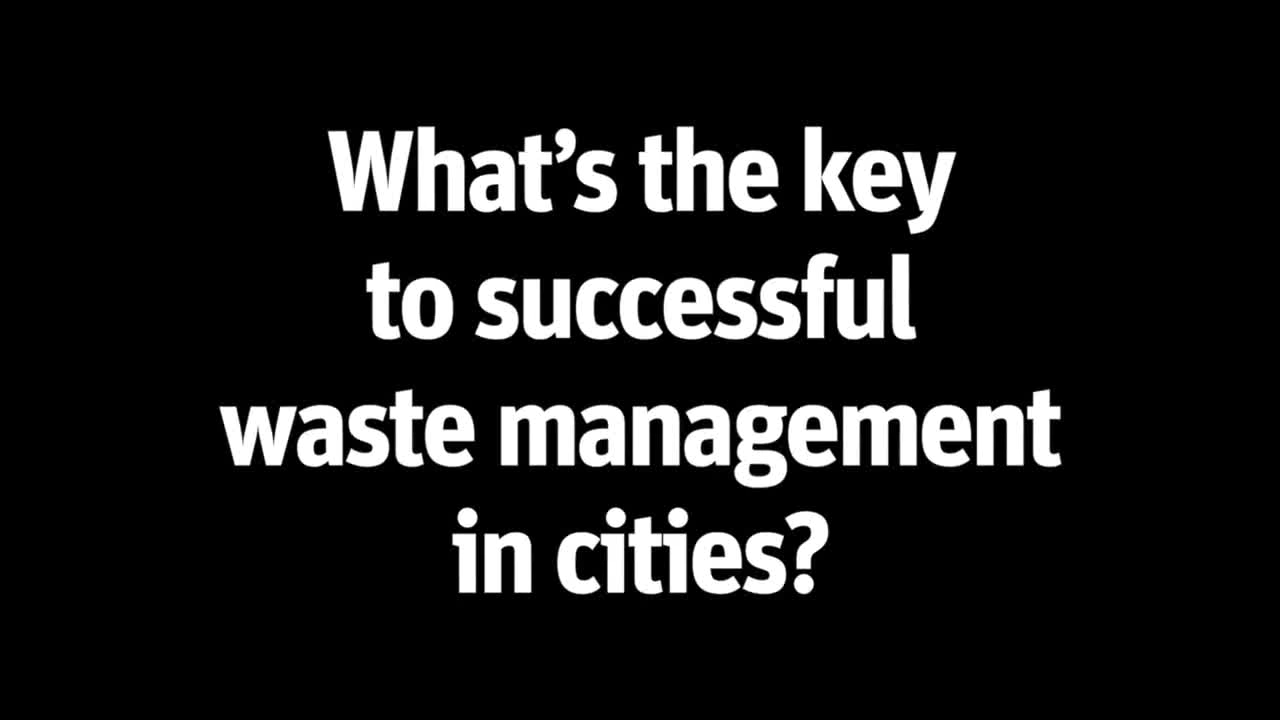 What’s the key
to successful
waste management
in cities?